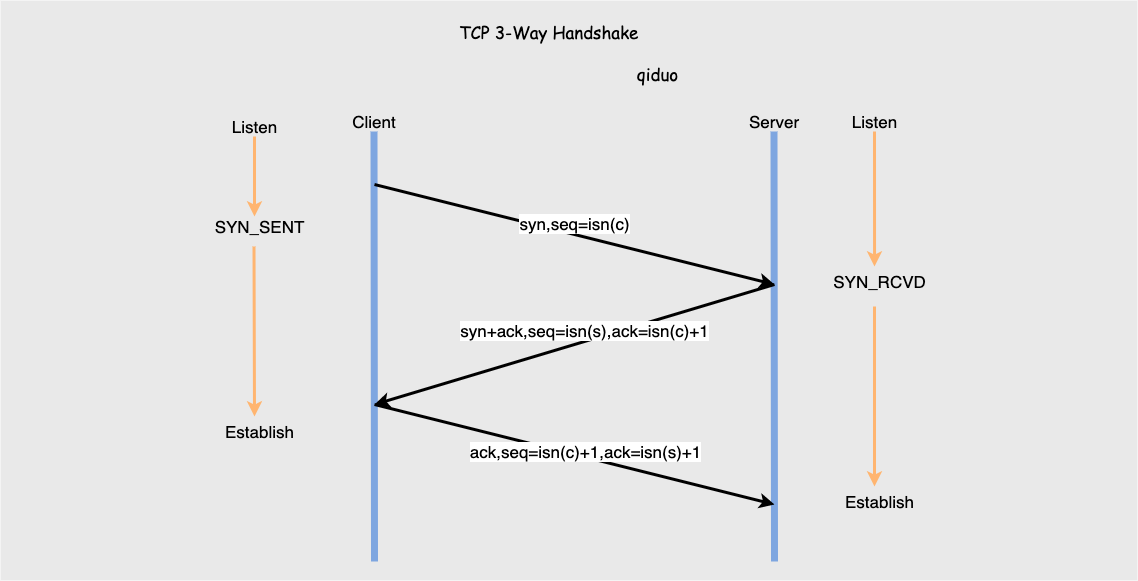 TCP 3-Way Handshake
qiduo
Listen
Client
Server
Listen
syn,seq=isn(c)
SYN_SENT
SYN_RCVD
syn+ack,seq=isn(s),ack=isn(c)+1
Establish
ack,seq=isn(c)+1,ack=isn(s)+1
Establish